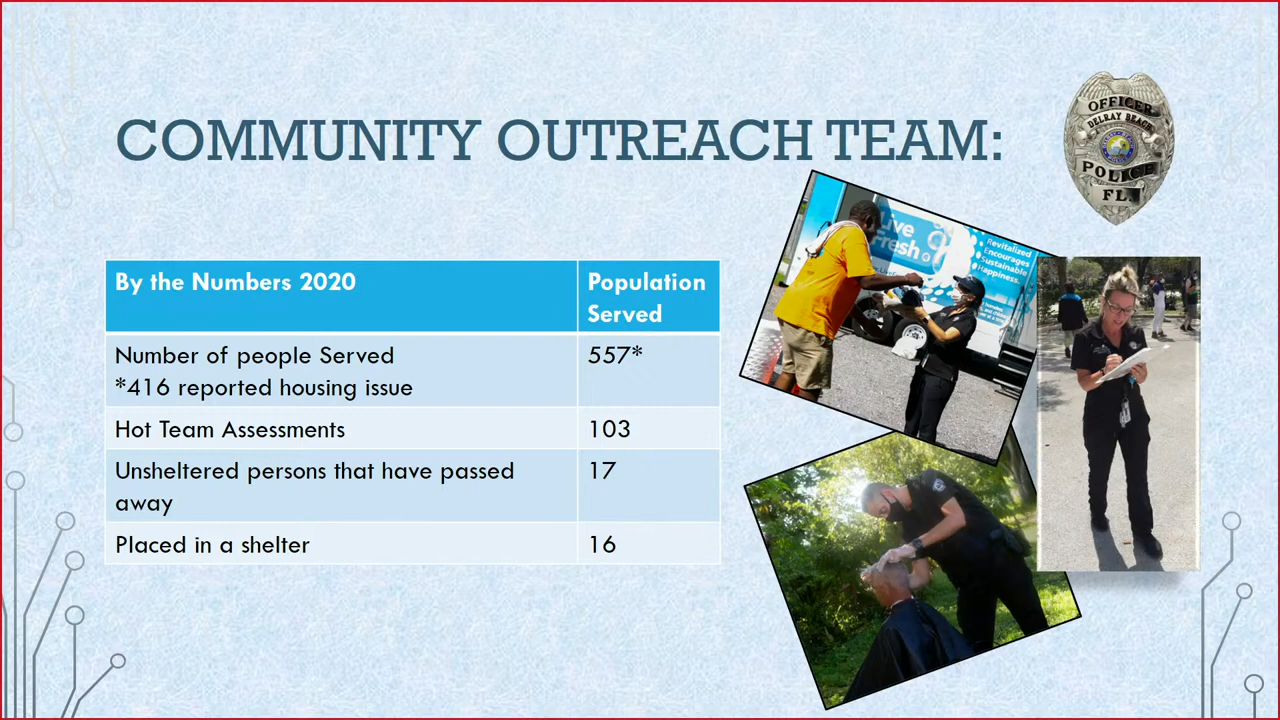 COMMUNITY OUTREACH TEAM:
OFFICER
DELRAY BEACH
POLICE
FL.
By the Numbers 2020
Population
Served
Number of people Served
557*
*416 reported housing issue
Hot Team Assessments
103
Unsheltered persons that have passed
away
17
Placed in a shelter
16
Live
Fresh
Revitalized
Encourages
Sustainable
Happiness.